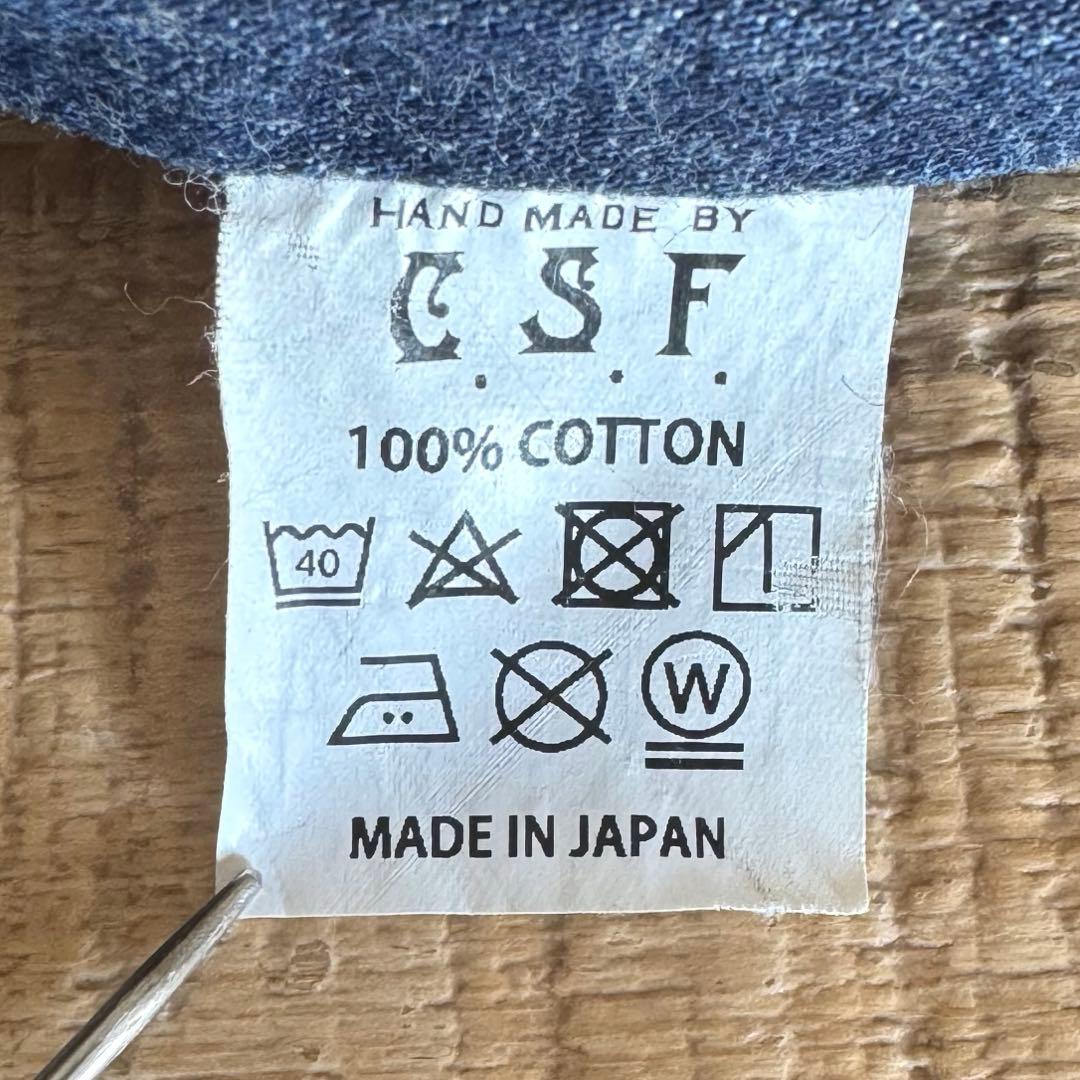 HAND MADE BY
C.S.F.
100% COTTON
40
W
MADE IN JAPAN